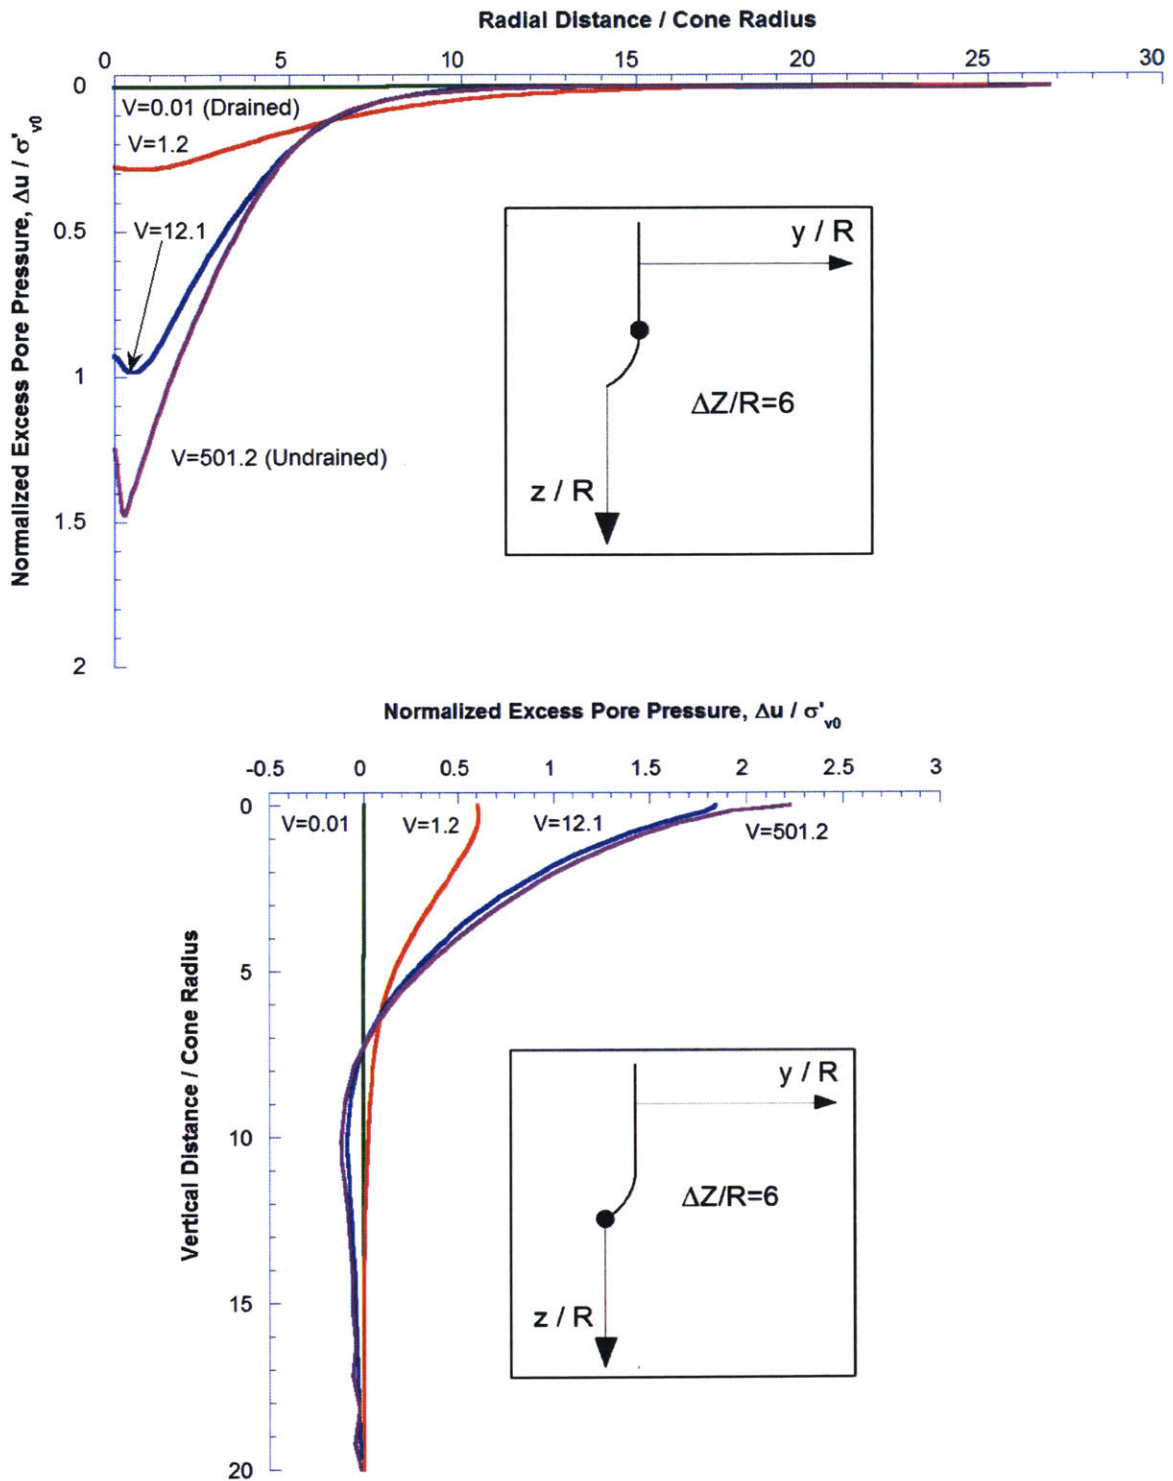 Radial Distance / Cone Radius
0 5 10 15 20 25 30
Normalized Excess Pore Pressure, Δu / σ'v0
0
V=0.01 (Drained)
V=1.2
0.5
V=12.1
y / R
1
ΔZ/R=6
V=501.2 (Undrained)
z / R
1.5
2
Normalized Excess Pore Pressure, Δu / σ'v0
-0.5 0 0.5 1 1.5 2 2.5 3
Vertical Distance / Cone Radius
0
V=0.01 V=1.2 V=12.1 V=501.2
5
y / R
10
ΔZ/R=6
15
z / R
20